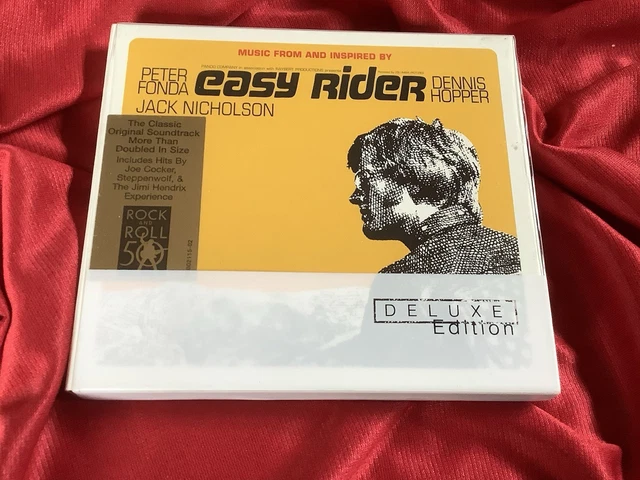 MUSIC FROM AND INSPIRED BY
PETER FONDA
easy Rider
DENNIS HOPPER
JACK NICHOLSON
The Classic
Original Soundtrack
More Than
Doubled In Size
Includes Hits By
Joe Cocker,
Steppenwolf, &
The Jimi Hendrix
Experience
ROCK
AND
ROLL
50
DELUXE
Edition